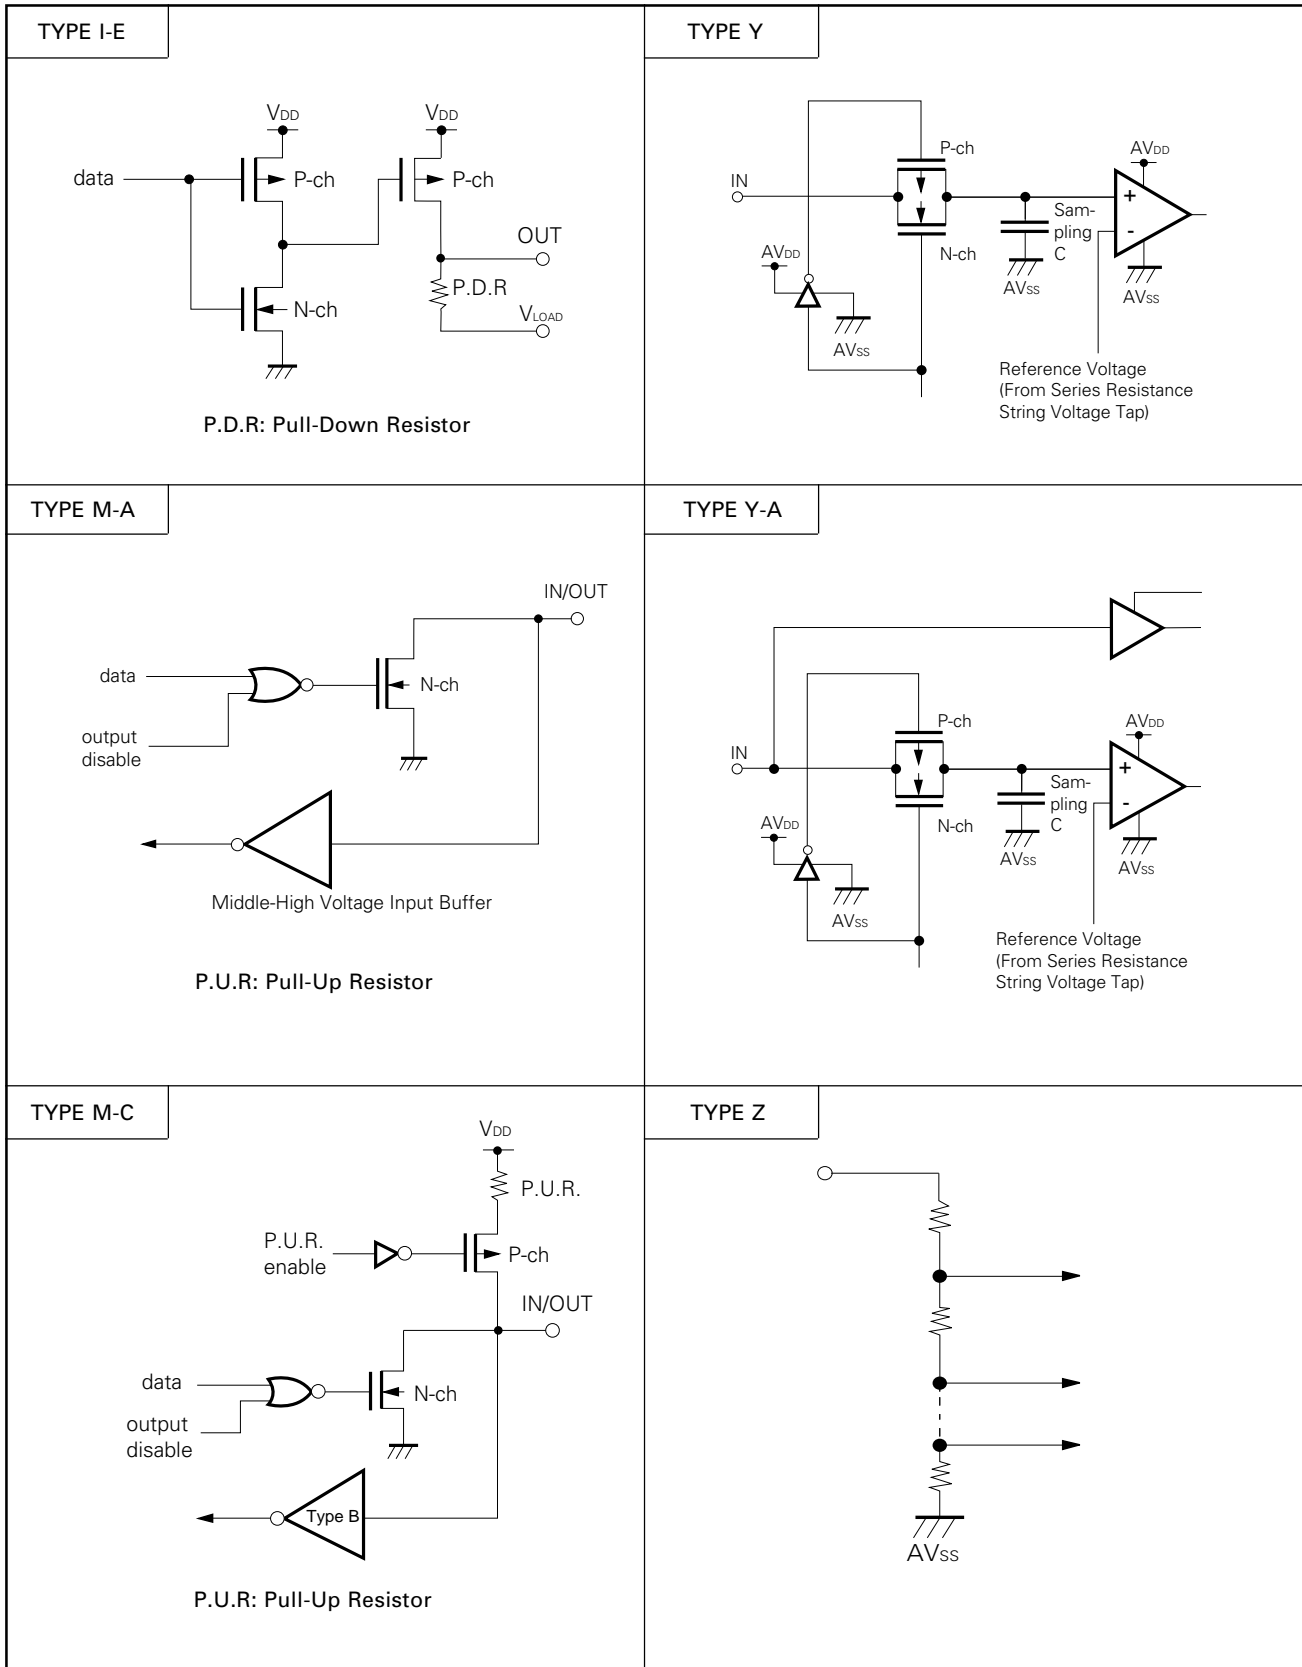 TYPE I-E
VDD
VDD
data
P-ch
P-ch
OUT
P.D.R
N-ch
VLOAD
P.D.R: Pull-Down Resistor
TYPE Y
P-ch
AVDD
IN
+
Sam-
pling
C
-
N-ch
AVDD
AVSS
AVSS
AVSS
Reference Voltage
(From Series Resistance
String Voltage Tap)
TYPE M-A
IN/OUT
data
N-ch
output
disable
Middle-High Voltage Input Buffer
P.U.R: Pull-Up Resistor
TYPE Y-A
P-ch
AVDD
IN
+
Sam-
pling
C
-
N-ch
AVDD
AVSS
AVSS
AVSS
Reference Voltage
(From Series Resistance
String Voltage Tap)
TYPE M-C
VDD
P.U.R.
P.U.R.
enable
P-ch
IN/OUT
data
N-ch
output
disable
Type B
P.U.R: Pull-Up Resistor
TYPE Z
AVSS